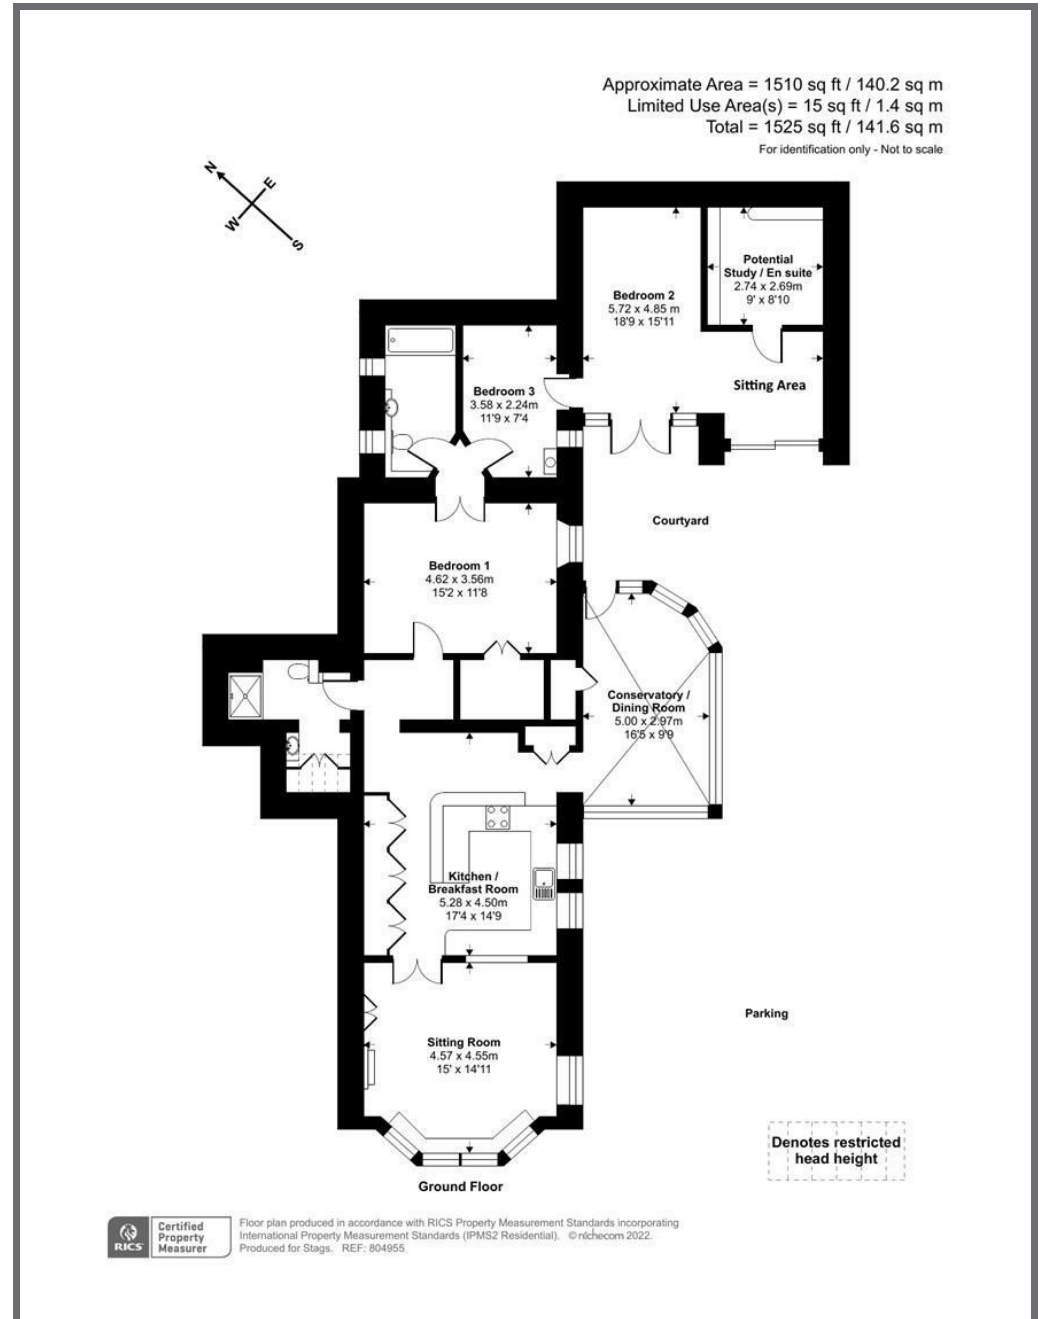 Approximate Area = 1510 sq ft / 140.2 sq m
Limited Use Area(s) = 15 sq ft / 1.4 sq m
Total = 1525 sq ft / 141.6 sq m
For identification only - Not to scale
N
E
W
S
Potential
Study / En suite
2.74 x 2.69m
9' x 8'10
Bedroom 2
5.72 x 4.85 m
18'9 x 15'11
Sitting Area
Bedroom 3
3.58 x 2.24m
11'9 x 7'4
Courtyard
Bedroom 1
4.62 x 3.56m
15'2 x 11'8
Conservatory /
Dining Room
5.00 x 2.97m
16'5 x 9'9
Kitchen /
Breakfast Room
5.28 x 4.50m
17'4 x 14'9
Parking
Sitting Room
4.57 x 4.55m
15' x 14'11
Denotes restricted
head height
Ground Floor
RICS
Certified
Property
Measurer
Floor plan produced in accordance with RICS Property Measurement Standards incorporating
International Property Measurement Standards (IPMS2 Residential). © nlchecom 2022.
Produced for Stags. REF: 804955